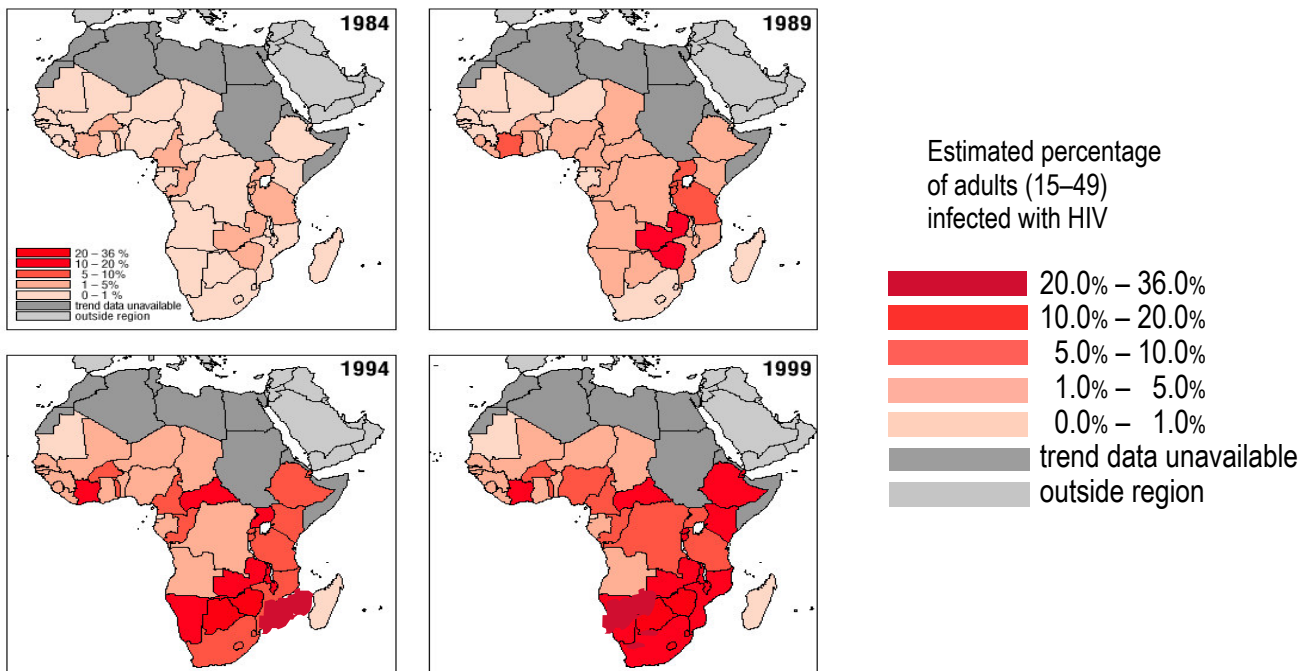 1984
20 – 36 %
10 – 20 %
5 – 10%
1 – 5%
0 – 1 %
trend data unavailable
outside region
1989
1994
1999
Estimated percentage
of adults (15–49)
infected with HIV
20.0% – 36.0%
10.0% – 20.0%
5.0% – 10.0%
1.0% – 5.0%
0.0% – 1.0%
trend data unavailable
outside region